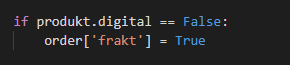 if produkt.digital == False:
    order['frakt'] = True